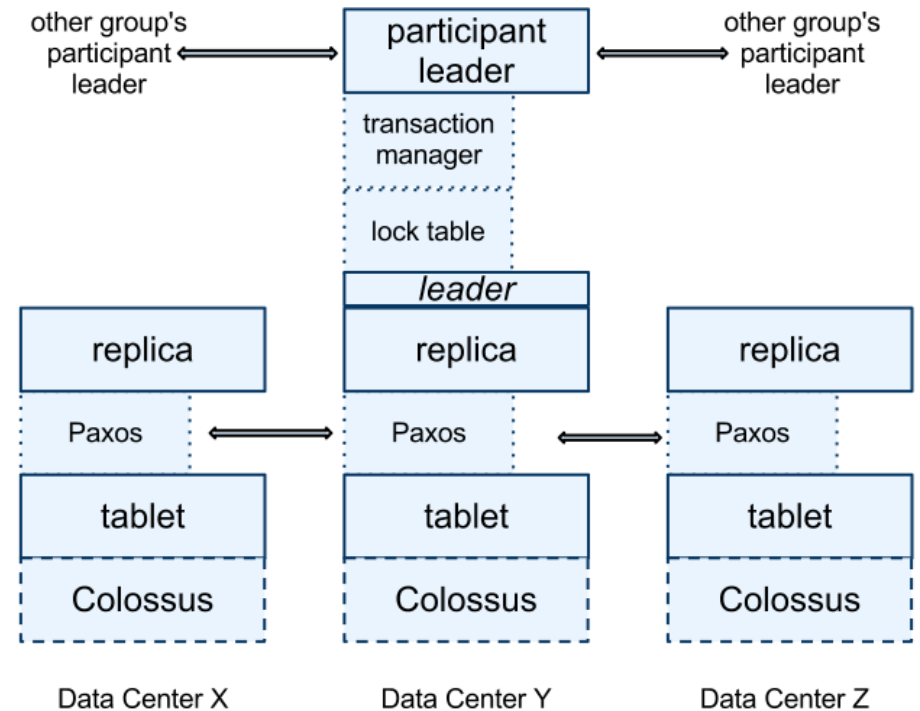 other group's
participant
leader
participant
leader
other group's
participant
leader
transaction
manager
lock table
leader
replica
replica
replica
Paxos
Paxos
Paxos
tablet
tablet
tablet
Colossus
Colossus
Colossus
Data Center X
Data Center Y
Data Center Z